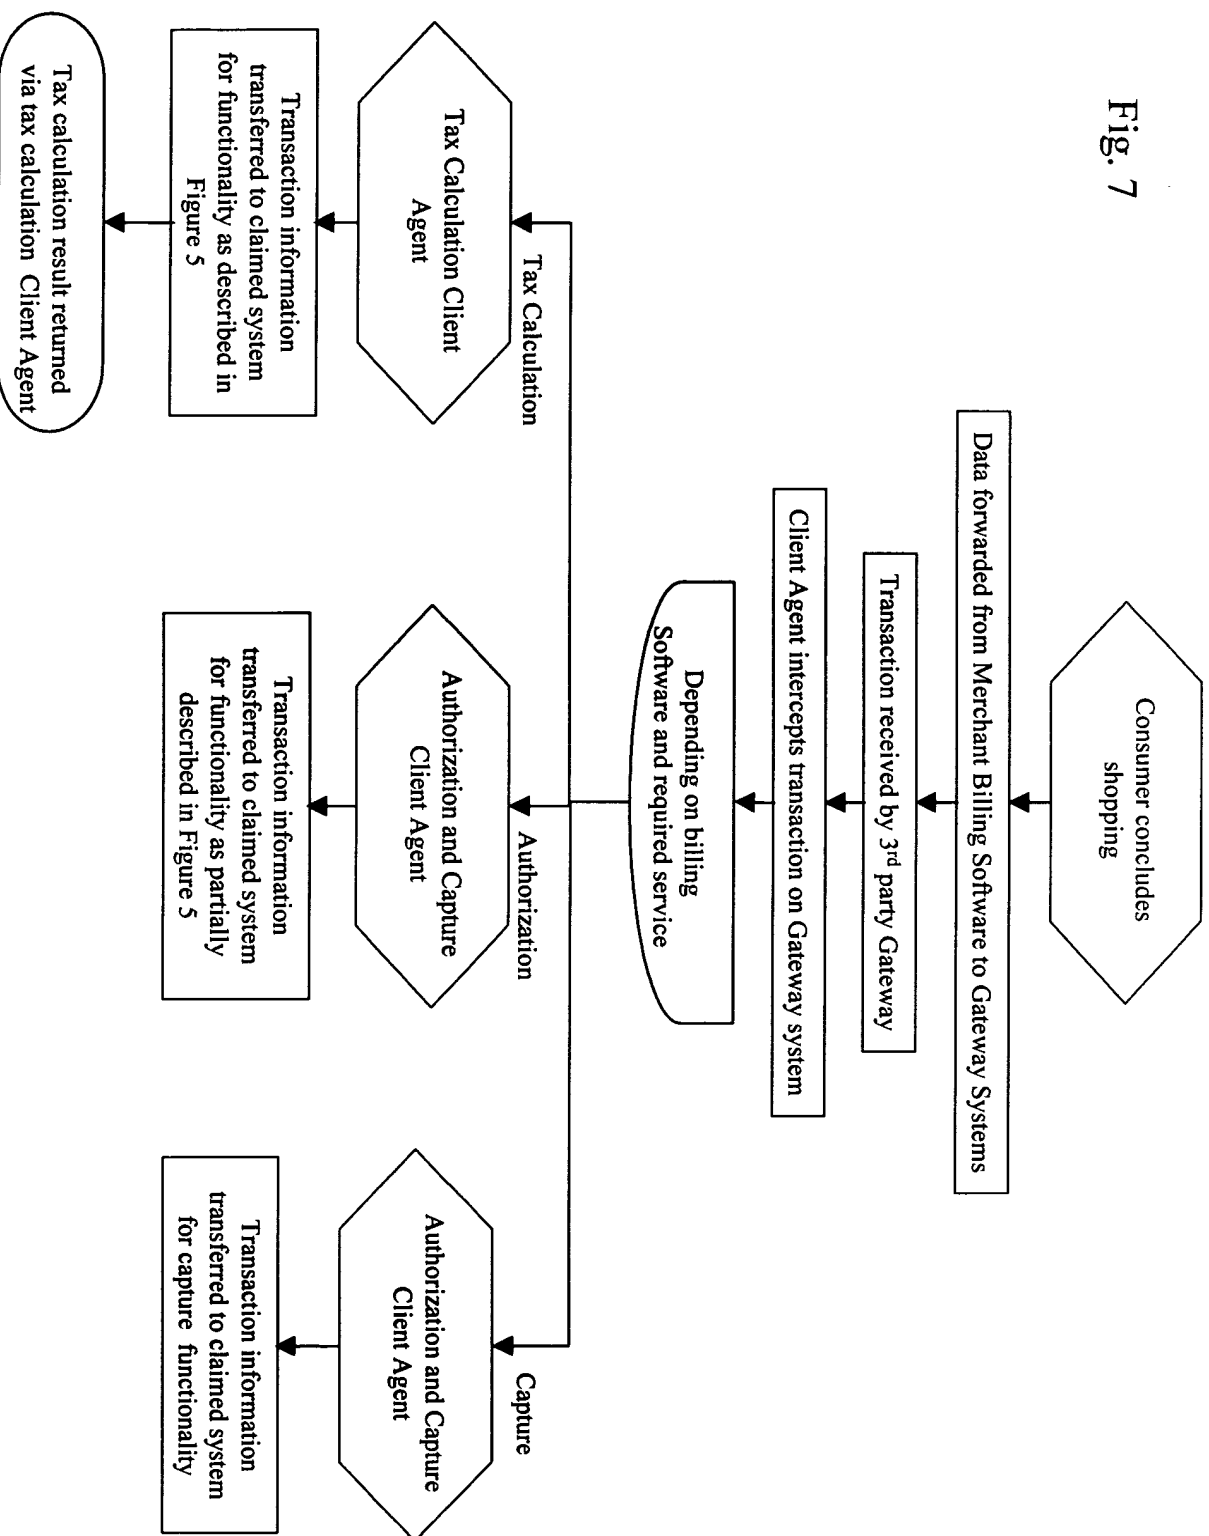 Fig. 7
Consumer concludes
shopping
Data forwarded from Merchant Billing Software to Gateway Systems
Transaction received by 3rd party Gateway
Client Agent intercepts transaction on Gateway system
Depending on billing
Software and required service
Tax Calculation
Tax Calculation Client
Agent
Transaction information
transferred to claimed system
for functionality as described in
Figure 5
Tax calculation result returned
via tax calculation Client Agent
Authorization
Authorization and Capture
Client Agent
Transaction information
transferred to claimed system
for functionality as partially
described in Figure 5
Capture
Authorization and Capture
Client Agent
Transaction information
transferred to claimed system
for capture functionality